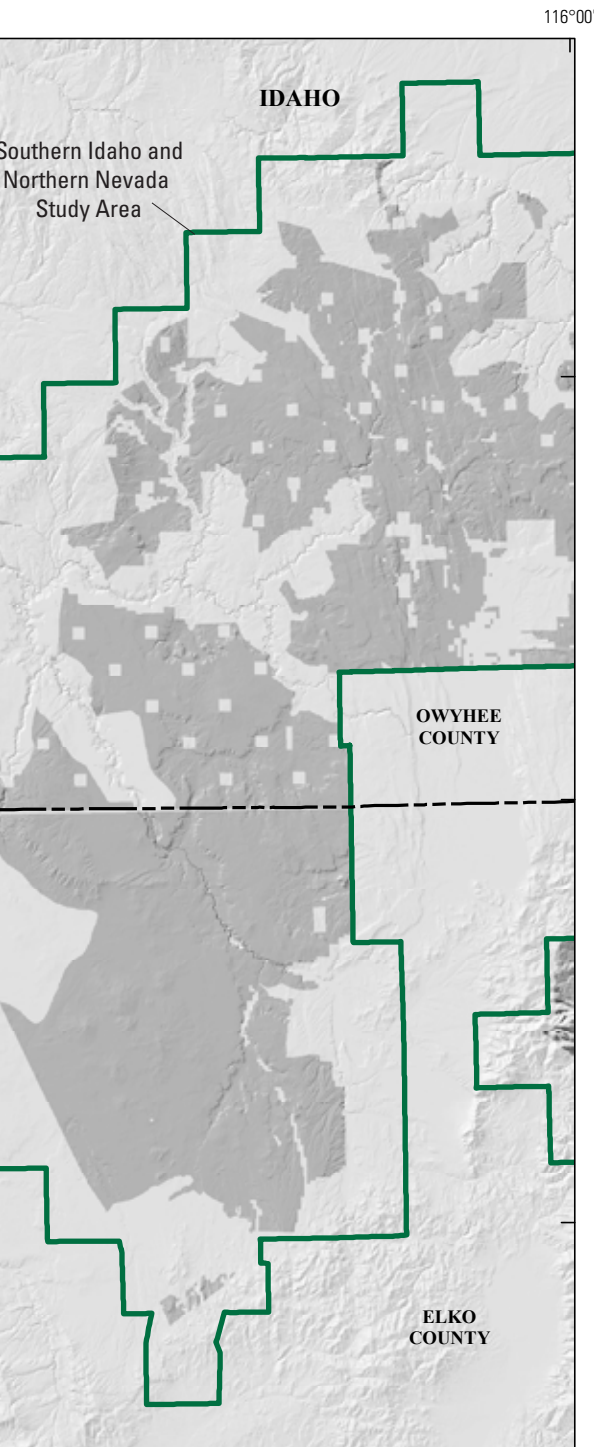 116°00'
IDAHO
Southern Idaho and
Northern Nevada
Study Area
OWYHEE
COUNTY
ELKO
COUNTY